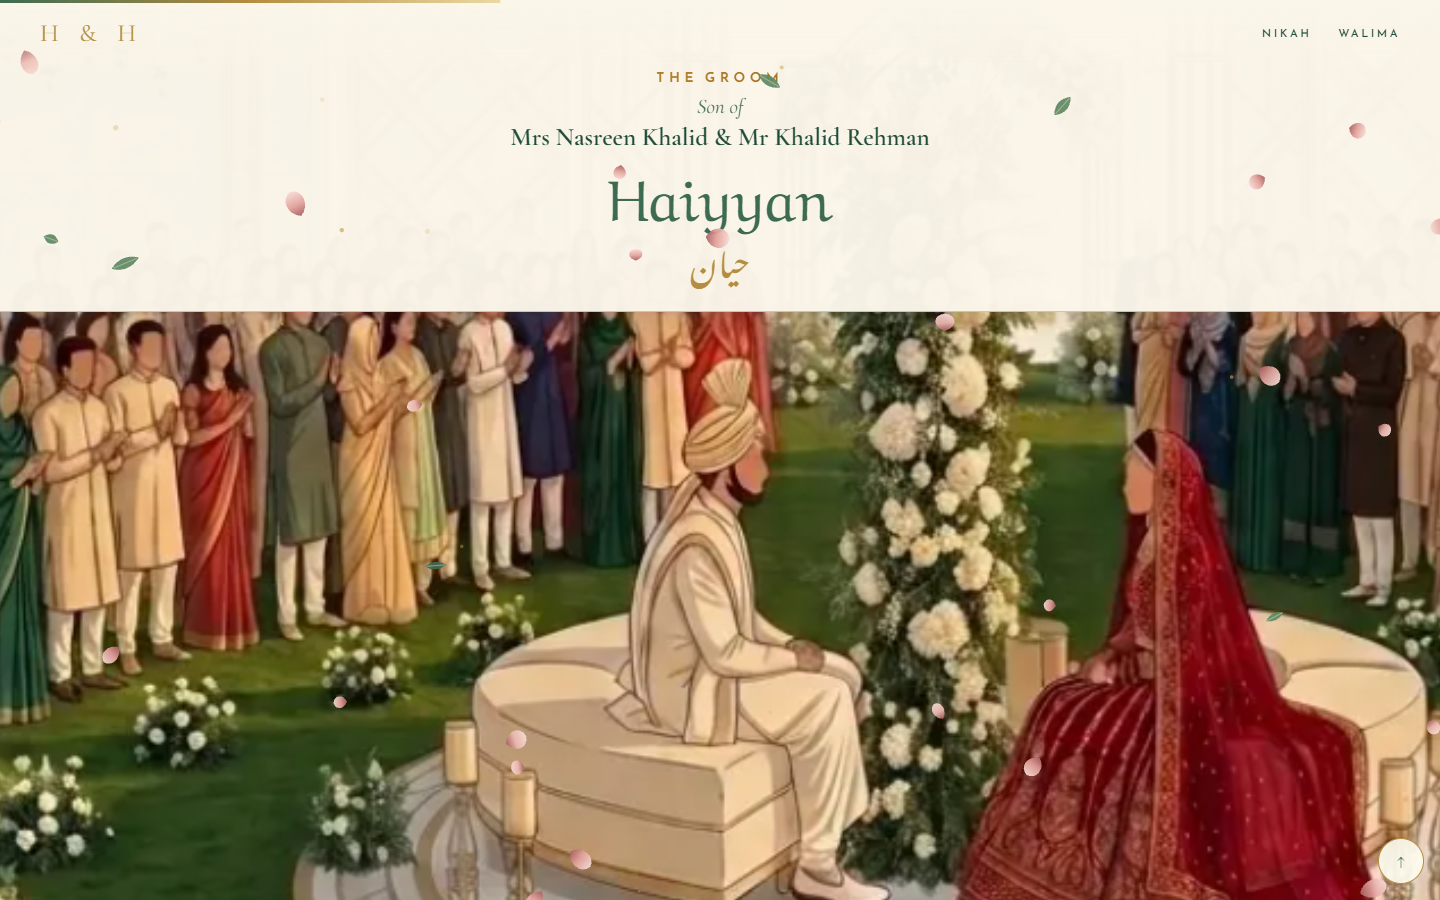 H & H
NIKAH WALIMA
THE GROOM
Son of
Mrs Nasreen Khalid & Mr Khalid Rehman
Haiyyan
حیان
↑